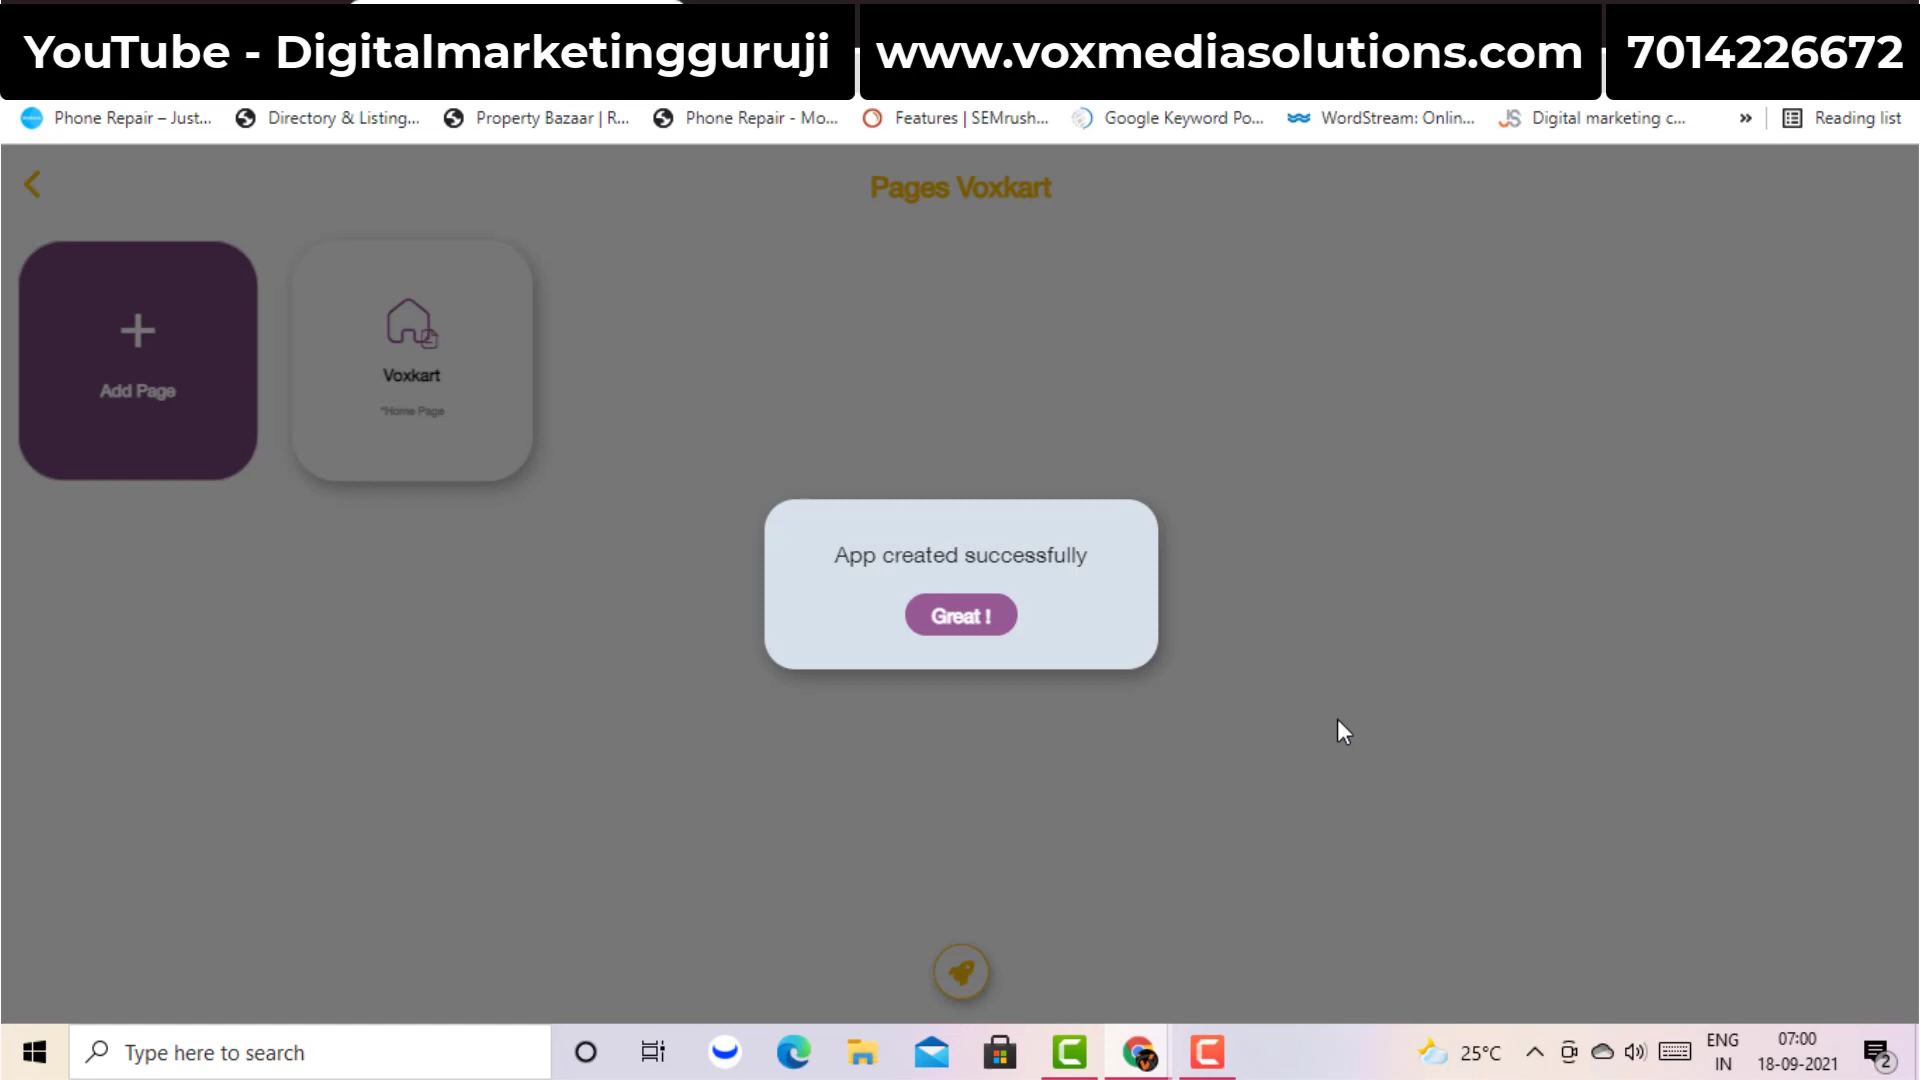 YouTube - Digitalmarketingguruji www.voxmediasolutions.com 7014226672
Phone Repair – Just... Directory & Listing... Property Bazaar | R... Phone Repair - Mo... Features | SEMrush... Google Keyword Po... WordStream: Onlin... Digital marketing c... » Reading list
Pages Voxkart
Add Page
Voxkart
*Home Page
App created successfully
Great !
Type here to search
25°C
ENG
IN
07:00
18-09-2021
2